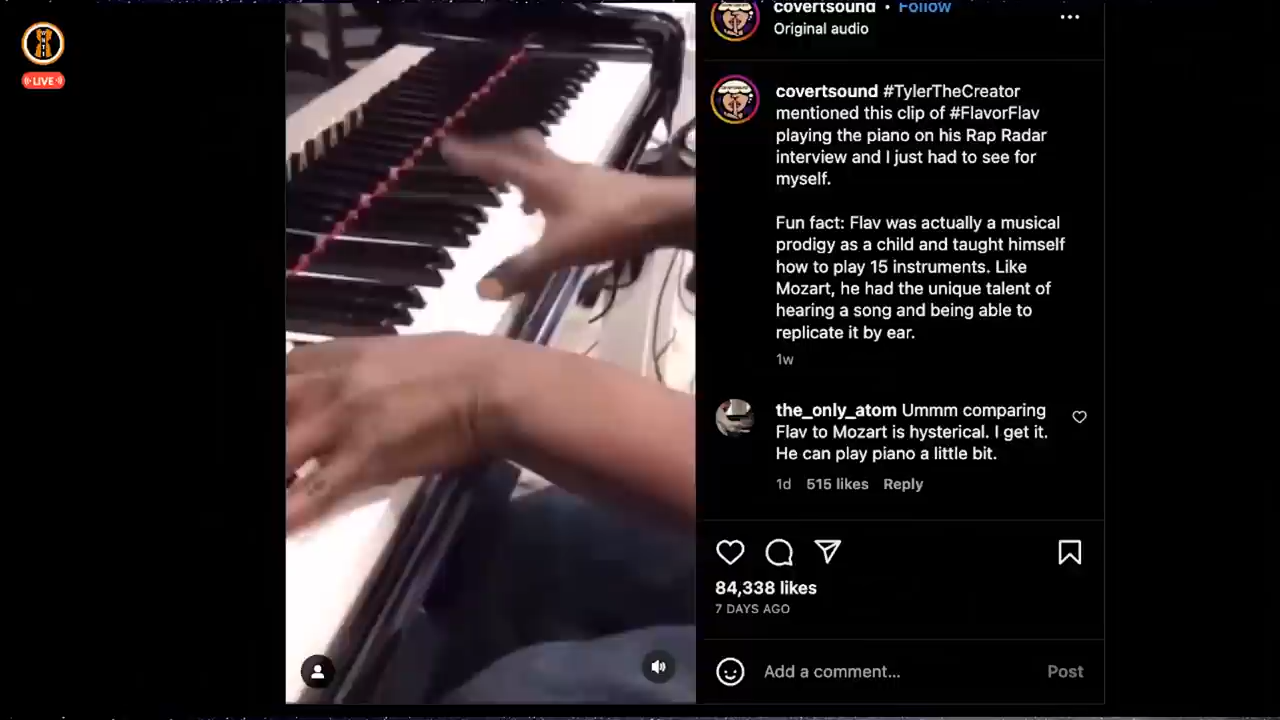 covertsound • Follow
Original audio
covertsound #TylerTheCreator
mentioned this clip of #FlavorFlav
playing the piano on his Rap Radar
interview and I just had to see for
myself.
Fun fact: Flav was actually a musical
prodigy as a child and taught himself
how to play 15 instruments. Like
Mozart, he had the unique talent of
hearing a song and being able to
replicate it by ear.
1w
the_only_atom Ummm comparing
Flav to Mozart is hysterical. I get it.
He can play piano a little bit.
1d 515 likes Reply
84,338 likes
7 DAYS AGO
Add a comment... Post
LIVE